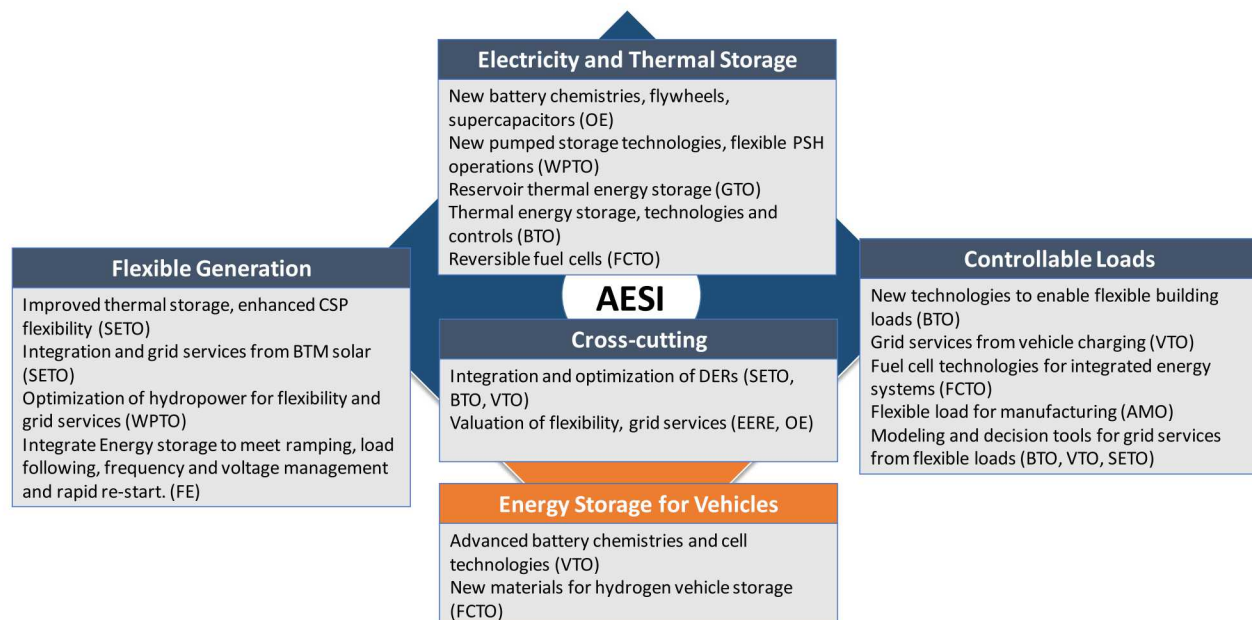 Electricity and Thermal Storage
New battery chemistries, flywheels,
supercapacitors (OE)
New pumped storage technologies, flexible PSH
operations (WPTO)
Reservoir thermal energy storage (GTO)
Thermal energy storage, technologies and
controls (BTO)
Reversible fuel cells (FCTO)
Flexible Generation
Improved thermal storage, enhanced CSP
flexibility (SETO)
Integration and grid services from BTM solar
(SETO)
Optimization of hydropower for flexibility and
grid services (WPTO)
Integrate Energy storage to meet ramping, load
following, frequency and voltage management
and rapid re-start. (FE)
AESI
Cross-cutting
Integration and optimization of DERs (SETO,
BTO, VTO)
Valuation of flexibility, grid services (EERE, OE)
Controllable Loads
New technologies to enable flexible building
loads (BTO)
Grid services from vehicle charging (VTO)
Fuel cell technologies for integrated energy
systems (FCTO)
Flexible load for manufacturing (AMO)
Modeling and decision tools for grid services
from flexible loads (BTO, VTO, SETO)
Energy Storage for Vehicles
Advanced battery chemistries and cell
technologies (VTO)
New materials for hydrogen vehicle storage
(FCTO)